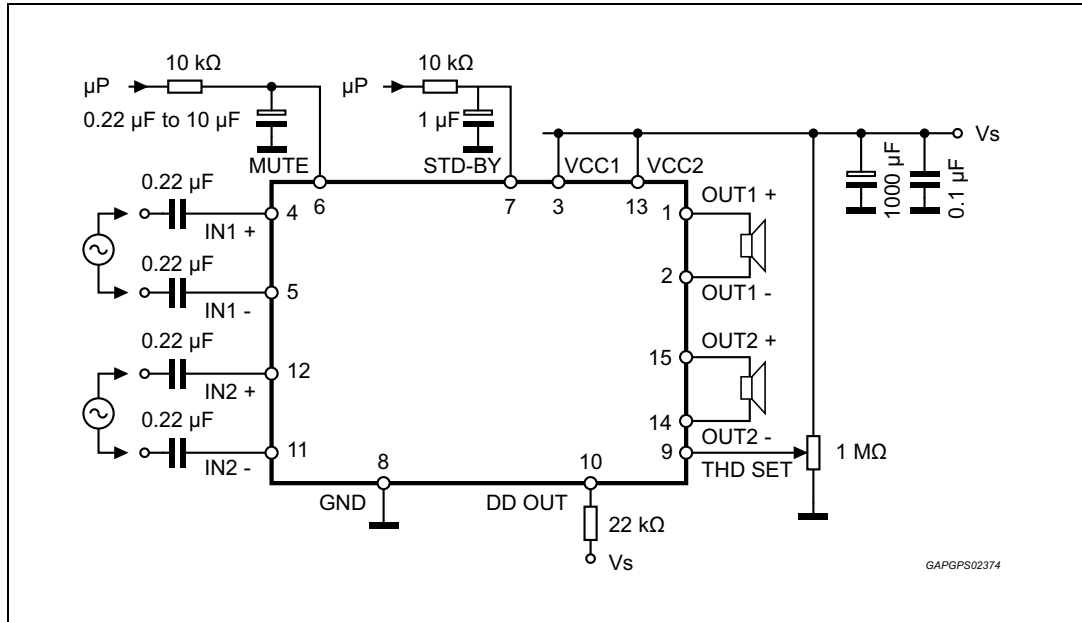 10 kΩ
10 kΩ
µP
µP
0.22 µF to 10 µF
1 µF
Vs
MUTE
STD-BY
VCC1
VCC2
1000 µF
0.1 µF
6
7
3
13
0.22 µF
4
IN1 +
1
OUT1 +
0.22 µF
5
IN1 -
2
OUT1 -
0.22 µF
12
IN2 +
15
OUT2 +
0.22 µF
11
IN2 -
14
OUT2 -
9
THD SET
1 MΩ
8
10
GND
DD OUT
22 kΩ
Vs
GAPGPS02374